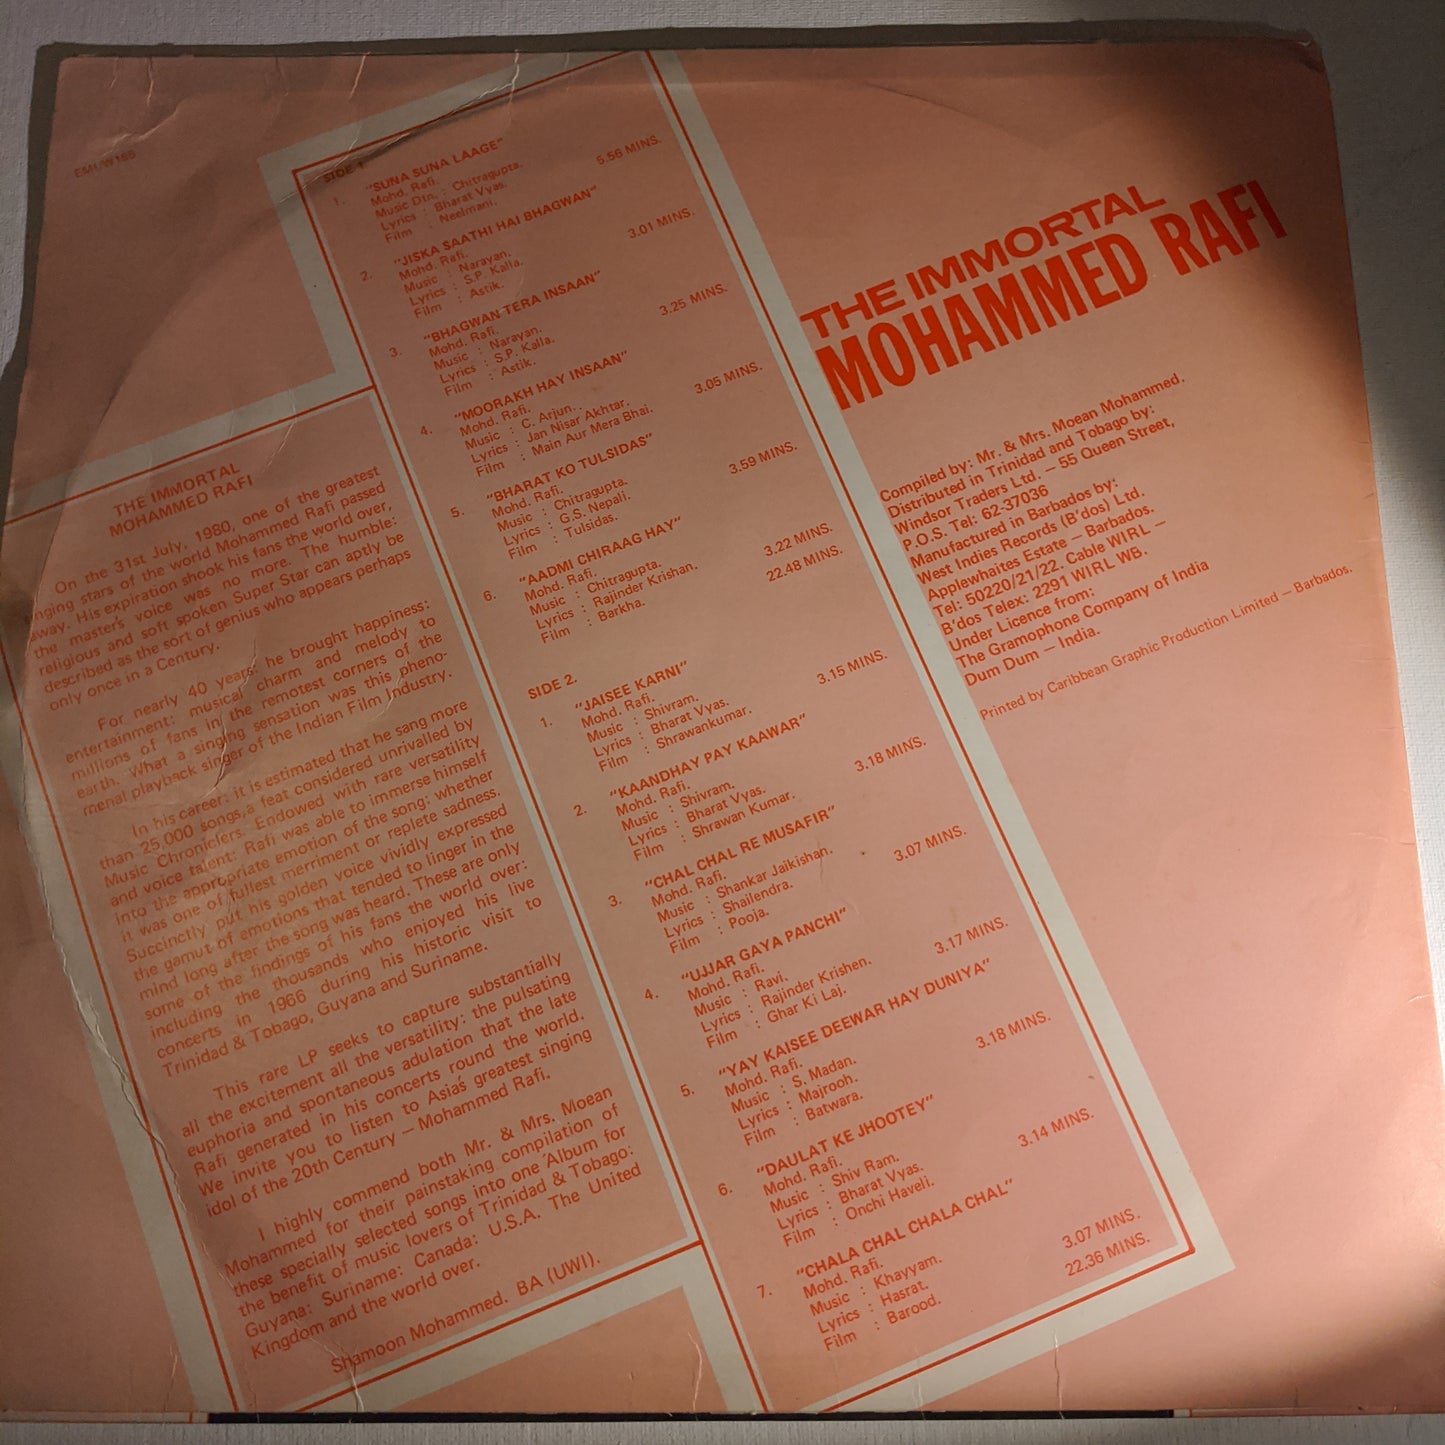 THE IMMORTAL
MOHAMMED RAFI
Compiled by: Mr. & Mrs. Moean Mohammed.
Distributed in Trinidad and Tobago by:
Windsor Traders Ltd. — 55 Queen Street,
P.O.S. Tel: 62-37036
Manufactured in Barbados by:
West Indies Records (B'dos) Ltd.
Applewhaites Estate — Barbados.
Tel: 50220/21/22. Cable WIRL —
B'dos Telex: 2291 WIRL WB.
Under Licence from:
The Gramophone Company of India
Dum Dum — India.
Printed by Caribbean Graphic Production Limited — Barbados.
SIDE 1
1. "SUNA SUNA LAAGE" 5.56 MINS.
Mohd. Rafi.
Music Dtn. : Chitragupta.
Lyrics : Bharat Vyas.
Film : Neelmani.
2. "JISKA SAATHI HAI BHAGWAN" 3.01 MINS.
Mohd. Rafi.
Music : Narayan.
Lyrics : S.P. Kalla.
Film : Astik.
3. "BHAGWAN TERA INSAAN" 3.25 MINS.
Mohd. Rafi.
Music : Narayan.
Lyrics : S.P. Kalla.
Film : Astik.
4. "MOORAKH HAY INSAAN" 3.05 MINS.
Mohd. Rafi.
Music : C. Arjun.
Lyrics : Jan Nisar Akhtar.
Film : Main Aur Mera Bhai.
5. "BHARAT KO TULSIDAS" 3.59 MINS.
Mohd. Rafi.
Music : Chitragupta.
Lyrics : G.S. Nepali.
Film : Tulsidas.
6. "AADMI CHIRAAG HAY" 3.22 MINS.
Mohd. Rafi.
Music : Chitragupta.
Lyrics : Rajinder Krishan.
Film : Barkha.
22.48 MINS.
SIDE 2.
1. "JAISEE KARNI" 3.15 MINS.
Mohd. Rafi.
Music : Shivram.
Lyrics : Bharat Vyas.
Film : Shrawankumar.
2. "KAANDHAY PAY KAAWAR" 3.18 MINS.
Mohd. Rafi.
Music : Shivram.
Lyrics : Bharat Vyas.
Film : Shrawan Kumar.
3. "CHAL CHAL RE MUSAFIR" 3.07 MINS.
Mohd. Rafi.
Music : Shankar Jaikishan.
Lyrics : Shailendra.
Film : Pooja.
4. "UJJAR GAYA PANCHI" 3.17 MINS.
Mohd. Rafi.
Music : Ravi.
Lyrics : Rajinder Krishen.
Film : Ghar Ki Laj.
5. "YAY KAISEE DEEWAR HAY DUNIYA" 3.18 MINS.
Mohd. Rafi.
Music : S. Madan.
Lyrics : Majrooh.
Film : Batwara.
6. "DAULAT KE JHOOTEY" 3.14 MINS.
Mohd. Rafi.
Music : Shiv Ram.
Lyrics : Bharat Vyas.
Film : Onchi Haveli.
7. "CHALA CHAL CHALA CHAL" 3.07 MINS.
Mohd. Rafi.
Music : Khayyam.
Lyrics : Hasrat.
Film : Barood.
22.36 MINS.
THE IMMORTAL
MOHAMMED RAFI
On the 31st July, 1980, one of the greatest
singing stars of the world Mohammed Rafi passed
away. His expiration shook his fans the world over,
the master's voice was no more. The humble:
religious and soft spoken Super Star can aptly be
described as the sort of genius who appears perhaps
only once in a Century.
For nearly 40 years: he brought happiness:
entertainment: musical charm and melody to
millions of fans in the remotest corners of the
earth. What a singing sensation was this pheno-
menal playback singer of the Indian Film Industry.
In his career: it is estimated that he sang more
than 25,000 songs,a feat considered unrivalled by
Music Chroniclers. Endowed with rare versatility
and voice talent: Rafi was able to immerse himself
into the appropriate emotion of the song: whether
it was one of fullest merriment or replete sadness.
Succinctly put his golden voice vividly expressed
the gamut of emotions that tended to linger in the
mind long after the song was heard. These are only
some of the findings of his fans the world over:
including the thousands who enjoyed his live
concerts in 1966 during his historic visit to
Trinidad & Tobago, Guyana and Suriname.
This rare LP seeks to capture substantially
all the excitement all the versatility: the pulsating
euphoria and spontaneous adulation that the late
Rafi generated in his concerts round the world.
We invite you to listen to Asia's greatest singing
idol of the 20th Century — Mohammed Rafi.
I highly commend both Mr. & Mrs. Moean
Mohammed for their painstaking compilation of
these specially selected songs into one Album for
the benefit of music lovers of Trinidad & Tobago:
Guyana: Suriname: Canada: U.S.A. The United
Kingdom and the world over.
Shamoon Mohammed. BA (UWI).